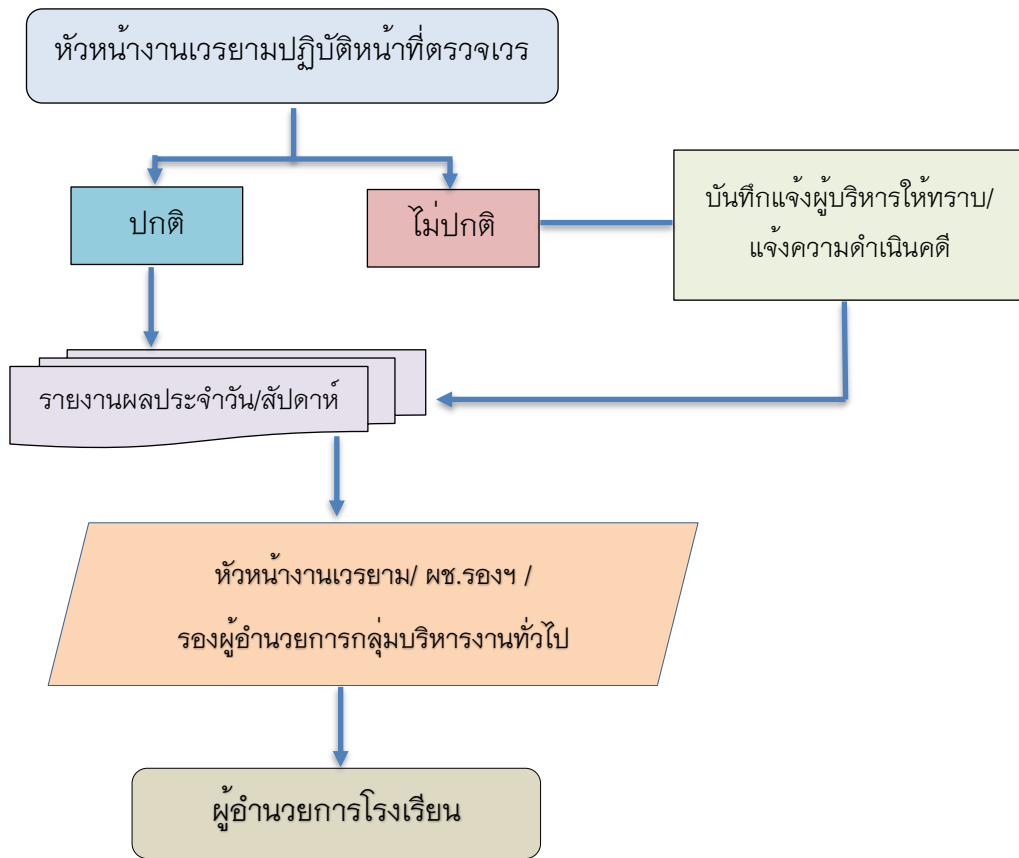 หัวหน้างานเวรยามปฏิบัติหน้าที่ตรวจเวร
ปกติ
ไม่ปกติ
บันทึกแจ้งผู้บริหารให้ทราบ/
แจ้งความดำเนินคดี
รายงานผลประจำวัน/สัปดาห์
หัวหน้างานเวรยาม/ ผช.รองฯ /
รองผู้อำนวยการกลุ่มบริหารงานทั่วไป
ผู้อำนวยการโรงเรียน